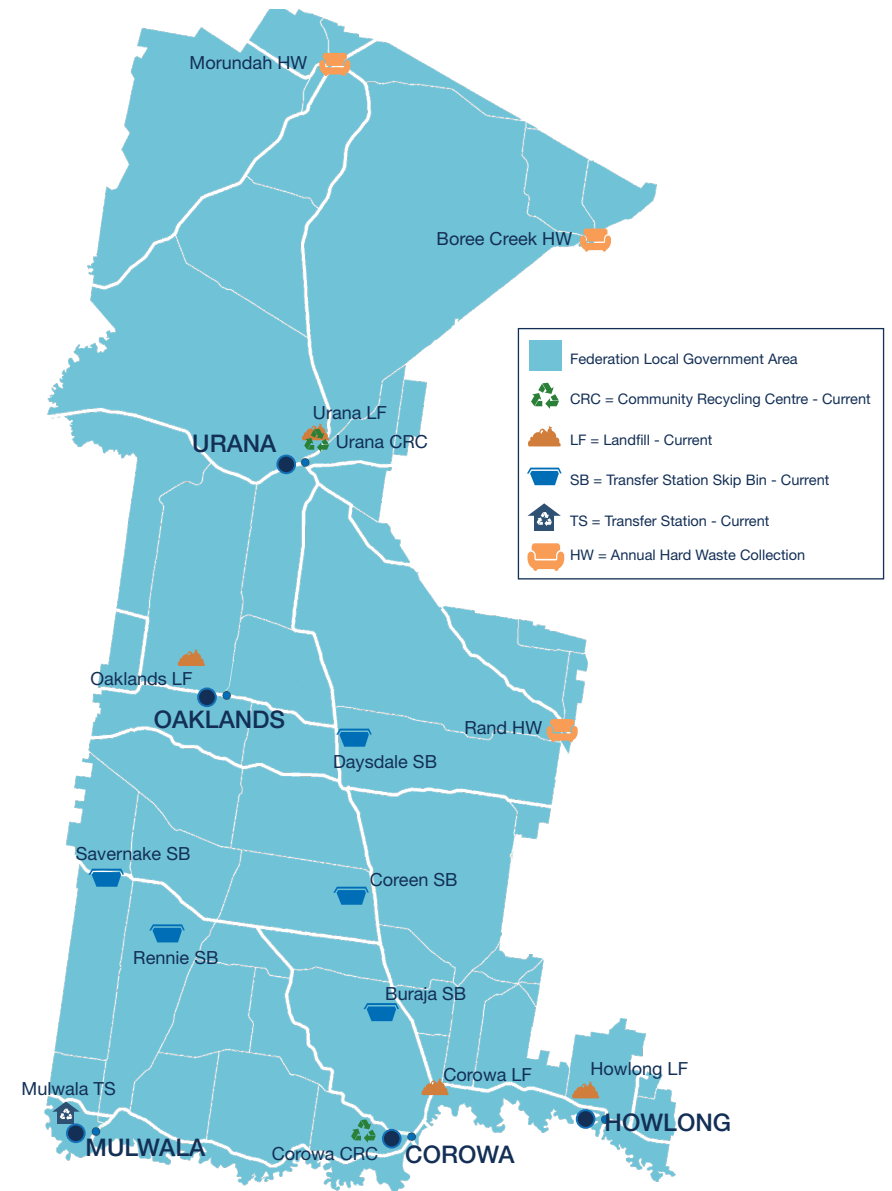 Morundah HW
Boree Creek HW
Federation Local Government Area
CRC = Community Recycling Centre - Current
LF = Landfill - Current
SB = Transfer Station Skip Bin - Current
TS = Transfer Station - Current
HW = Annual Hard Waste Collection
Urana LF
URANA
Urana CRC
Oaklands LF
OAKLANDS
Rand HW
Daysdale SB
Savernake SB
Coreen SB
Rennie SB
Buraja SB
Corowa LF
Howlong LF
Mulwala TS
HOWLONG
MULWALA
Corowa CRC
COROWA